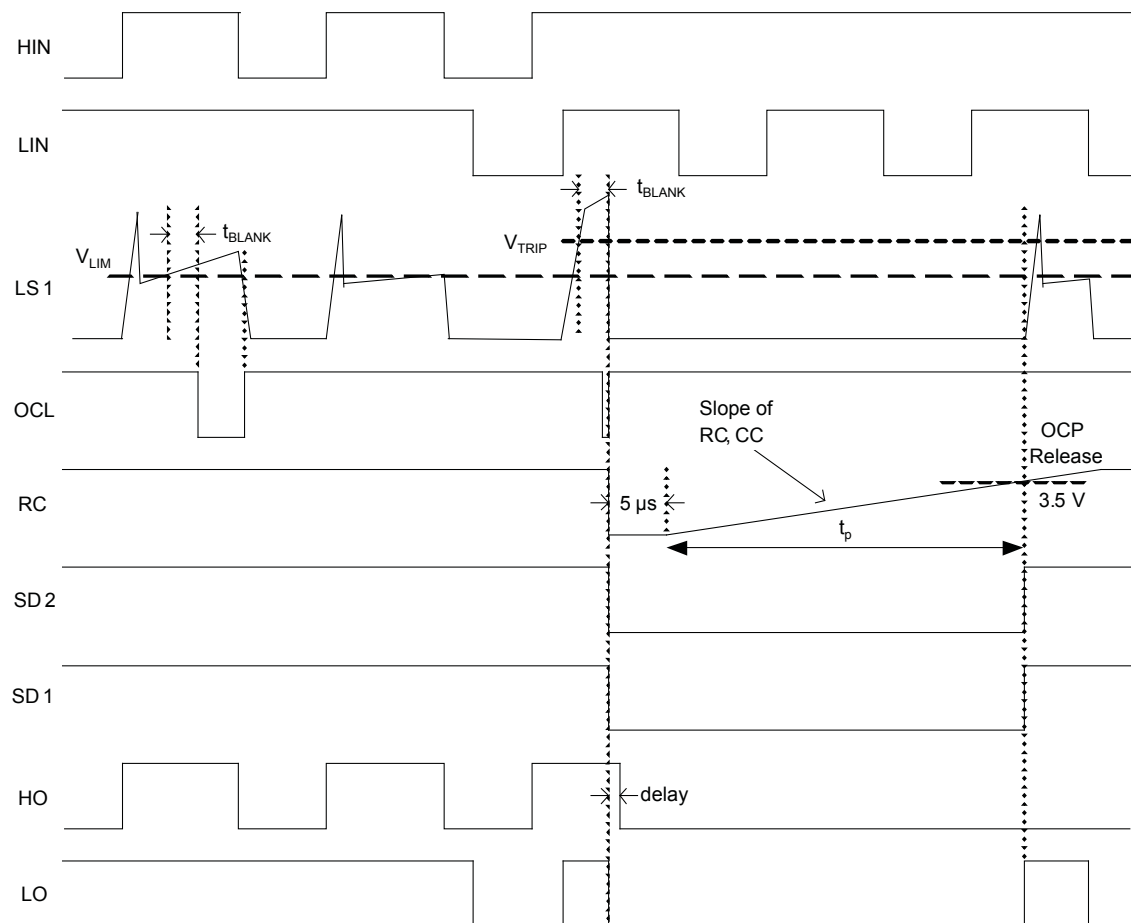 HIN
LIN
tBLANK
tBLANK
VTRIP
VLIM
LS 1
OCL
Slope of
RC, CC
OCP
Release
RC
5 µs
3.5 V
tp
SD 2
SD 1
HO
delay
LO